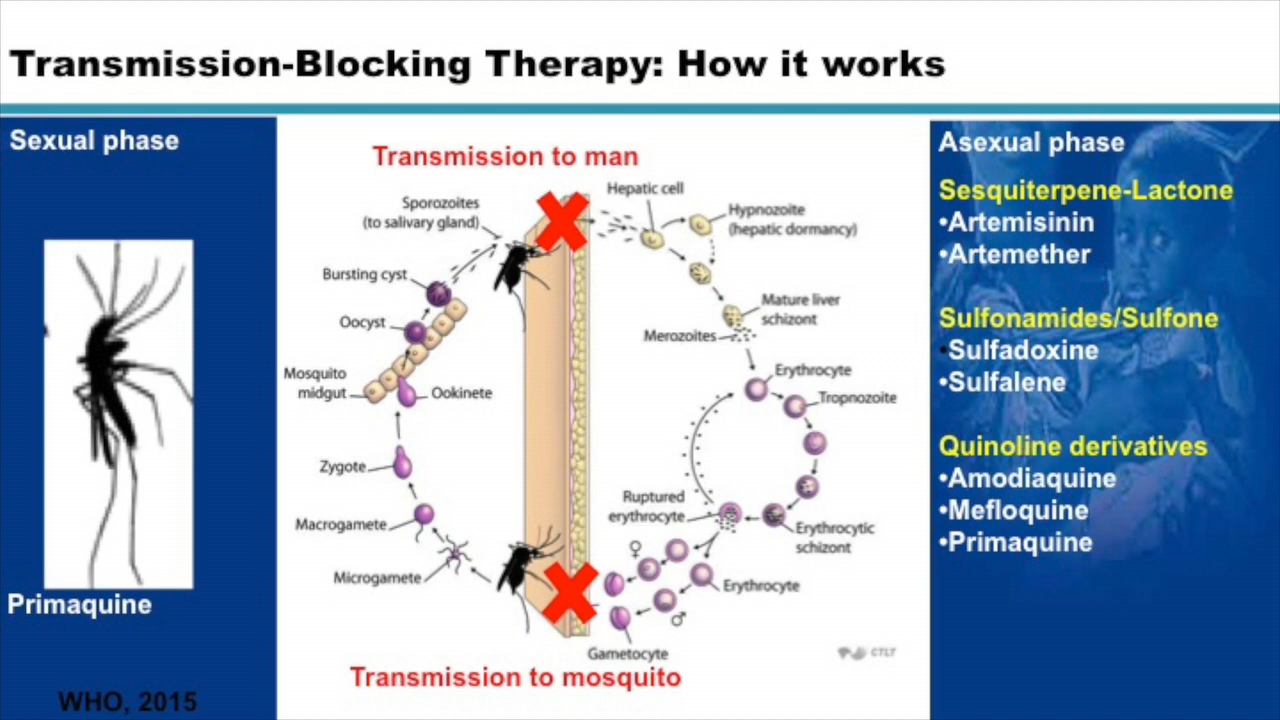 Transmission-Blocking Therapy: How it works
Sexual phase
Primaquine
WHO, 2015
Transmission to man
Sporozoites
(to salivary gland)
Bursting cyst
Oocyst
Mosquito
midgut
Ookinete
Zygote
Macrogamete
Microgamete
Hepatic cell
Hypnozoite
(hepatic dormancy)
Mature liver
schizont
Merozoites
Erythrocyte
Tropnozoite
Ruptured
erythrocyte
Erythrocytic
schizont
♀
Erythrocyte
♂
Gametocyte
CTLT
Transmission to mosquito
Asexual phase
Sesquiterpene-Lactone
•Artemisinin
•Artemether
Sulfonamides/Sulfone
•Sulfadoxine
•Sulfalene
Quinoline derivatives
•Amodiaquine
•Mefloquine
•Primaquine